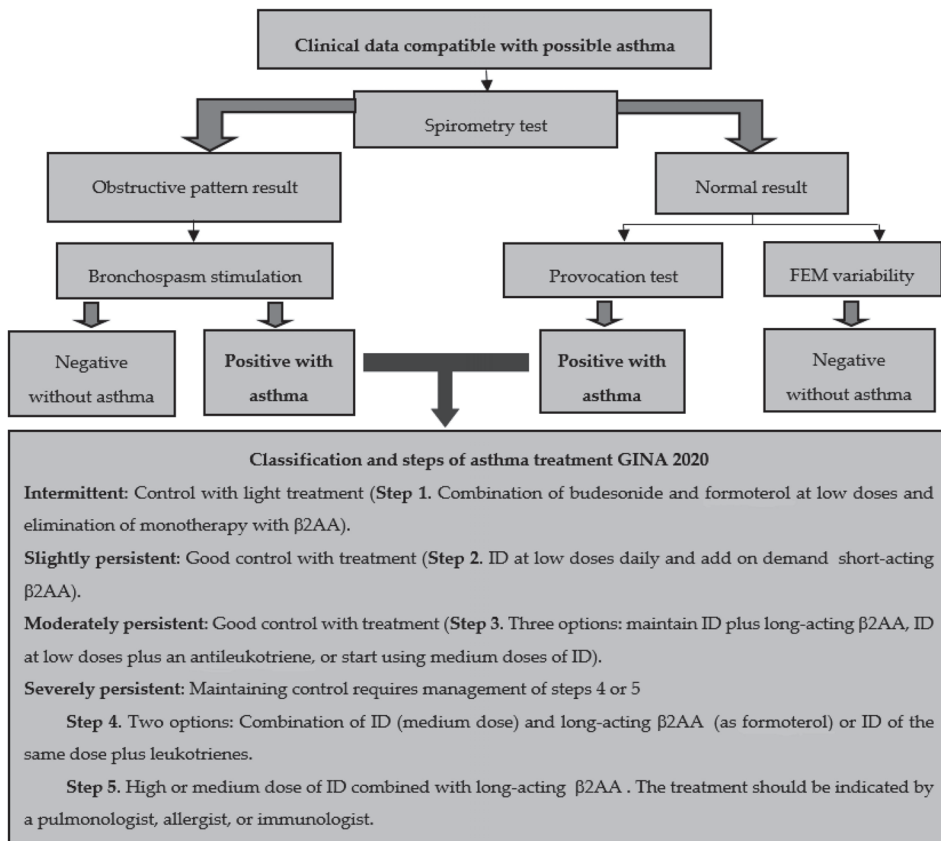 Clinical data compatible with possible asthma
Spirometry test
Obstructive pattern result
Normal result
Bronchospasm stimulation
Provocation test
FEM variability
Negative
without asthma
Positive with
asthma
Positive with
asthma
Negative
without asthma
Classification and steps of asthma treatment GINA 2020
Intermittent: Control with light treatment (Step 1. Combination of budesonide and formoterol at low doses and
elimination of monotherapy with β2AA).
Slightly persistent: Good control with treatment (Step 2. ID at low doses daily and add on demand short-acting
β2AA).
Moderately persistent: Good control with treatment (Step 3. Three options: maintain ID plus long-acting β2AA, ID
at low doses plus an antileukotriene, or start using medium doses of ID).
Severely persistent: Maintaining control requires management of steps 4 or 5
Step 4. Two options: Combination of ID (medium dose) and long-acting β2AA (as formoterol) or ID of the
same dose plus leukotrienes.
Step 5. High or medium dose of ID combined with long-acting β2AA . The treatment should be indicated by
a pulmonologist, allergist, or immunologist.